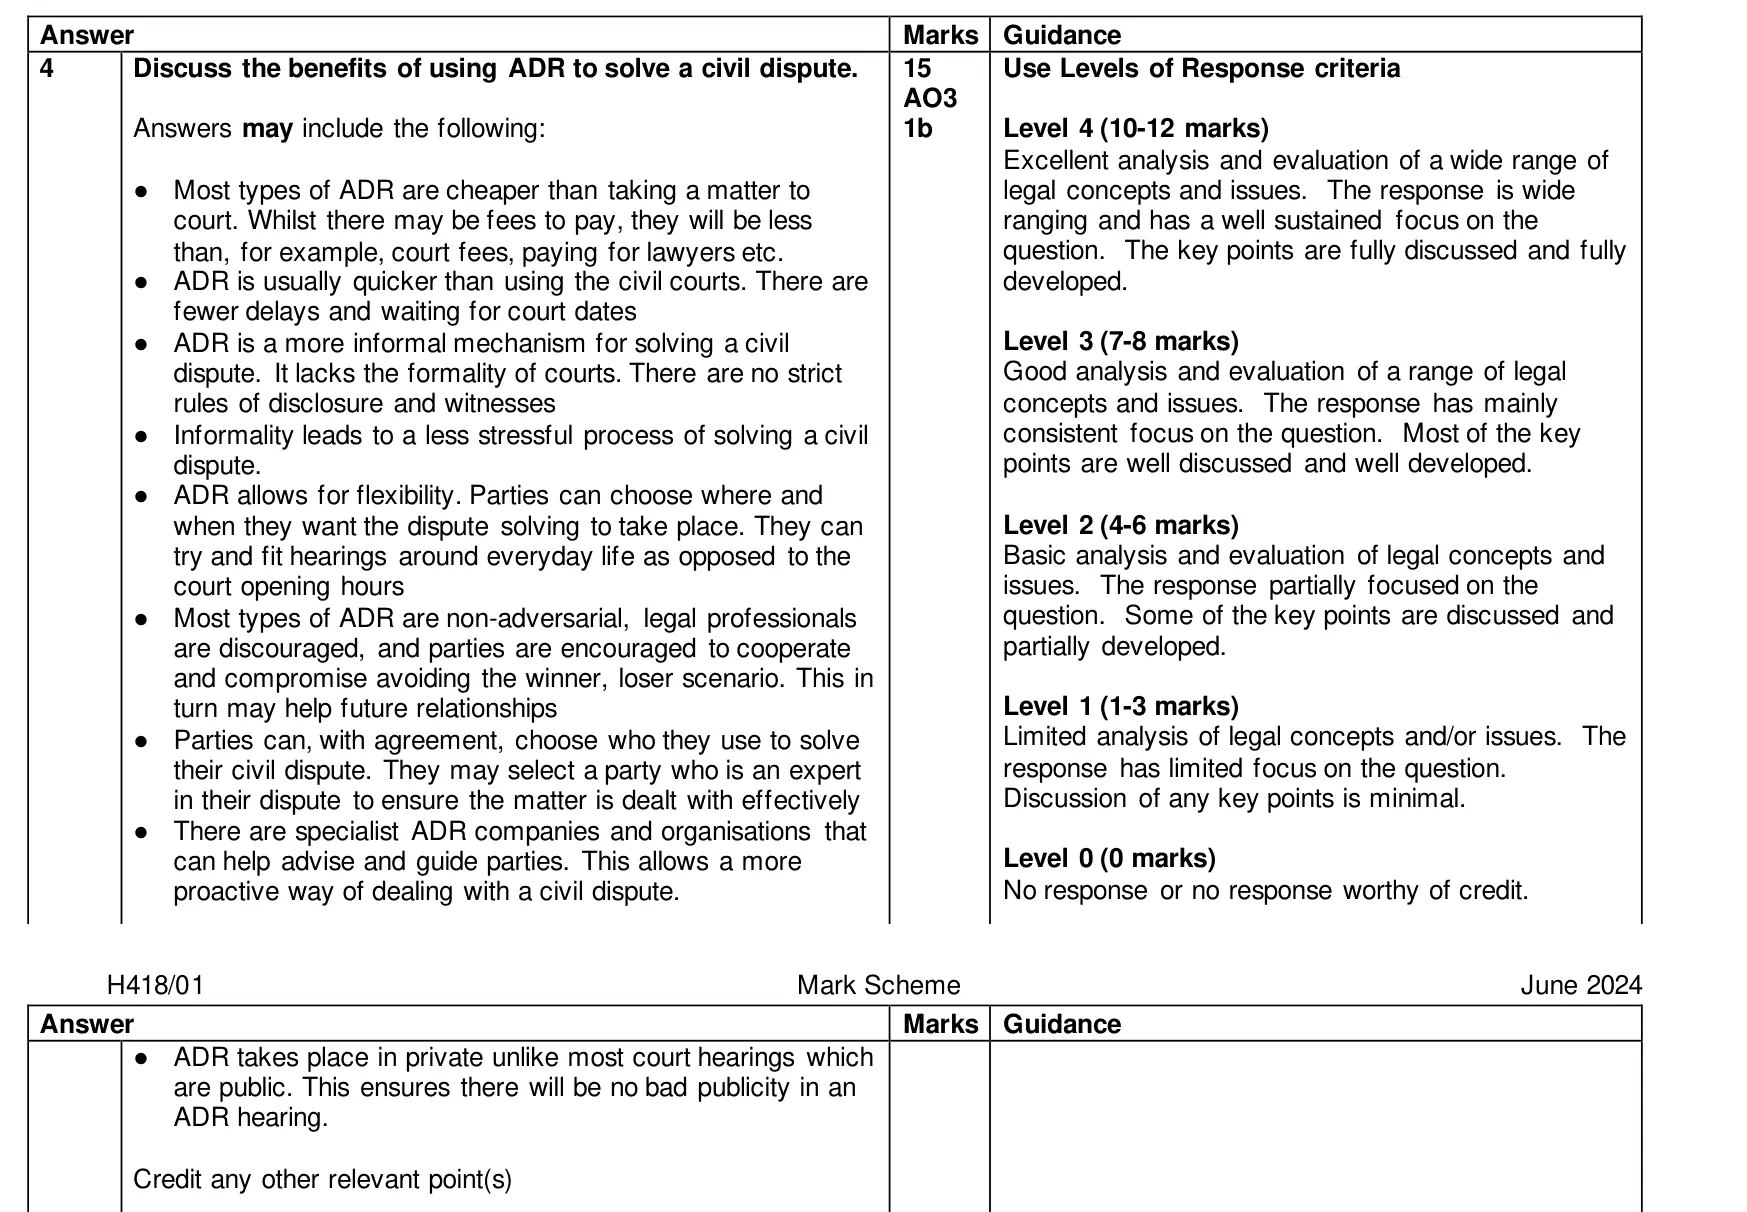 Answer Marks Guidance
4 Discuss the benefits of using ADR to solve a civil dispute.
Answers may include the following:
● Most types of ADR are cheaper than taking a matter to
court. Whilst there may be fees to pay, they will be less
than, for example, court fees, paying for lawyers etc.
● ADR is usually quicker than using the civil courts. There are
fewer delays and waiting for court dates
● ADR is a more informal mechanism for solving a civil
dispute. It lacks the formality of courts. There are no strict
rules of disclosure and witnesses
● Informality leads to a less stressful process of solving a civil
dispute.
● ADR allows for flexibility. Parties can choose where and
when they want the dispute solving to take place. They can
try and fit hearings around everyday life as opposed to the
court opening hours
● Most types of ADR are non-adversarial, legal professionals
are discouraged, and parties are encouraged to cooperate
and compromise avoiding the winner, loser scenario. This in
turn may help future relationships
● Parties can, with agreement, choose who they use to solve
their civil dispute. They may select a party who is an expert
in their dispute to ensure the matter is dealt with effectively
● There are specialist ADR companies and organisations that
can help advise and guide parties. This allows a more
proactive way of dealing with a civil dispute.
15
AO3
1b
Use Levels of Response criteria
Level 4 (10-12 marks)
Excellent analysis and evaluation of a wide range of
legal concepts and issues. The response is wide
ranging and has a well sustained focus on the
question. The key points are fully discussed and fully
developed.
Level 3 (7-8 marks)
Good analysis and evaluation of a range of legal
concepts and issues. The response has mainly
consistent focus on the question. Most of the key
points are well discussed and well developed.
Level 2 (4-6 marks)
Basic analysis and evaluation of legal concepts and
issues. The response partially focused on the
question. Some of the key points are discussed and
partially developed.
Level 1 (1-3 marks)
Limited analysis of legal concepts and/or issues. The
response has limited focus on the question.
Discussion of any key points is minimal.
Level 0 (0 marks)
No response or no response worthy of credit.
H418/01 Mark Scheme June 2024
Answer Marks Guidance
● ADR takes place in private unlike most court hearings which
are public. This ensures there will be no bad publicity in an
ADR hearing.
Credit any other relevant point(s)